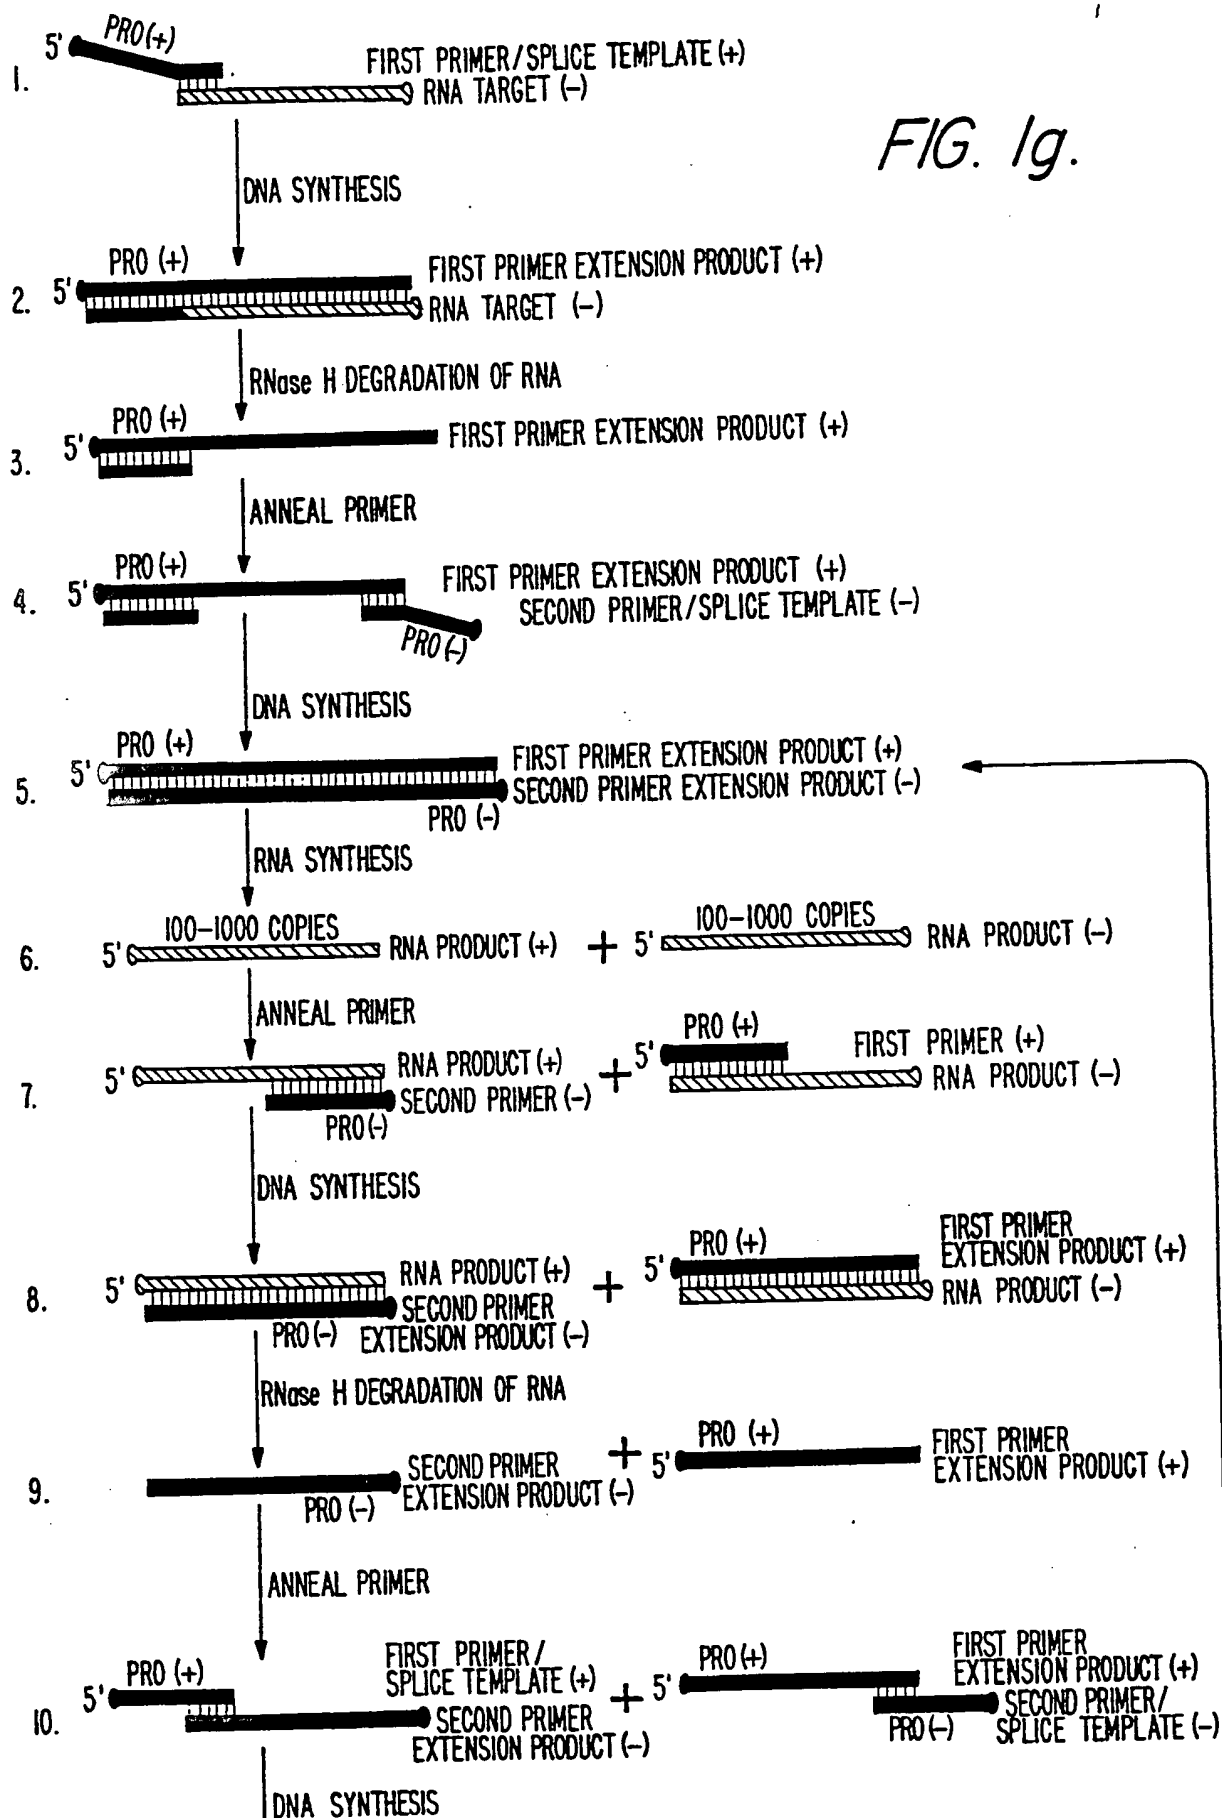 FIG. 1g.
1.
5'
PRO(+)
FIRST PRIMER/SPLICE TEMPLATE (+)
RNA TARGET (-)
DNA SYNTHESIS
2.
5'
PRO (+)
FIRST PRIMER EXTENSION PRODUCT (+)
RNA TARGET (-)
RNase H DEGRADATION OF RNA
3.
5'
PRO (+)
FIRST PRIMER EXTENSION PRODUCT (+)
ANNEAL PRIMER
4.
5'
PRO (+)
FIRST PRIMER EXTENSION PRODUCT (+)
SECOND PRIMER/SPLICE TEMPLATE (-)
PRO (-)
DNA SYNTHESIS
5.
5'
PRO (+)
FIRST PRIMER EXTENSION PRODUCT (+)
SECOND PRIMER EXTENSION PRODUCT (-)
PRO (-)
RNA SYNTHESIS
6.
5'
100-1000 COPIES
RNA PRODUCT (+)
+
5'
100-1000 COPIES
RNA PRODUCT (-)
ANNEAL PRIMER
7.
5'
RNA PRODUCT (+)
SECOND PRIMER (-)
PRO(-)
+
5'
PRO (+)
FIRST PRIMER (+)
RNA PRODUCT (-)
DNA SYNTHESIS
8.
5'
RNA PRODUCT (+)
SECOND PRIMER
EXTENSION PRODUCT (-)
PRO(-)
+
5'
PRO (+)
FIRST PRIMER
EXTENSION PRODUCT (+)
RNA PRODUCT (-)
RNase H DEGRADATION OF RNA
9.
SECOND PRIMER
EXTENSION PRODUCT (-)
PRO (-)
+
5'
PRO (+)
FIRST PRIMER
EXTENSION PRODUCT (+)
ANNEAL PRIMER
10.
5'
PRO (+)
FIRST PRIMER /
SPLICE TEMPLATE (+)
SECOND PRIMER
EXTENSION PRODUCT (-)
+
5'
PRO (+)
FIRST PRIMER
EXTENSION PRODUCT (+)
SECOND PRIMER/
SPLICE TEMPLATE (-)
PRO(-)
DNA SYNTHESIS